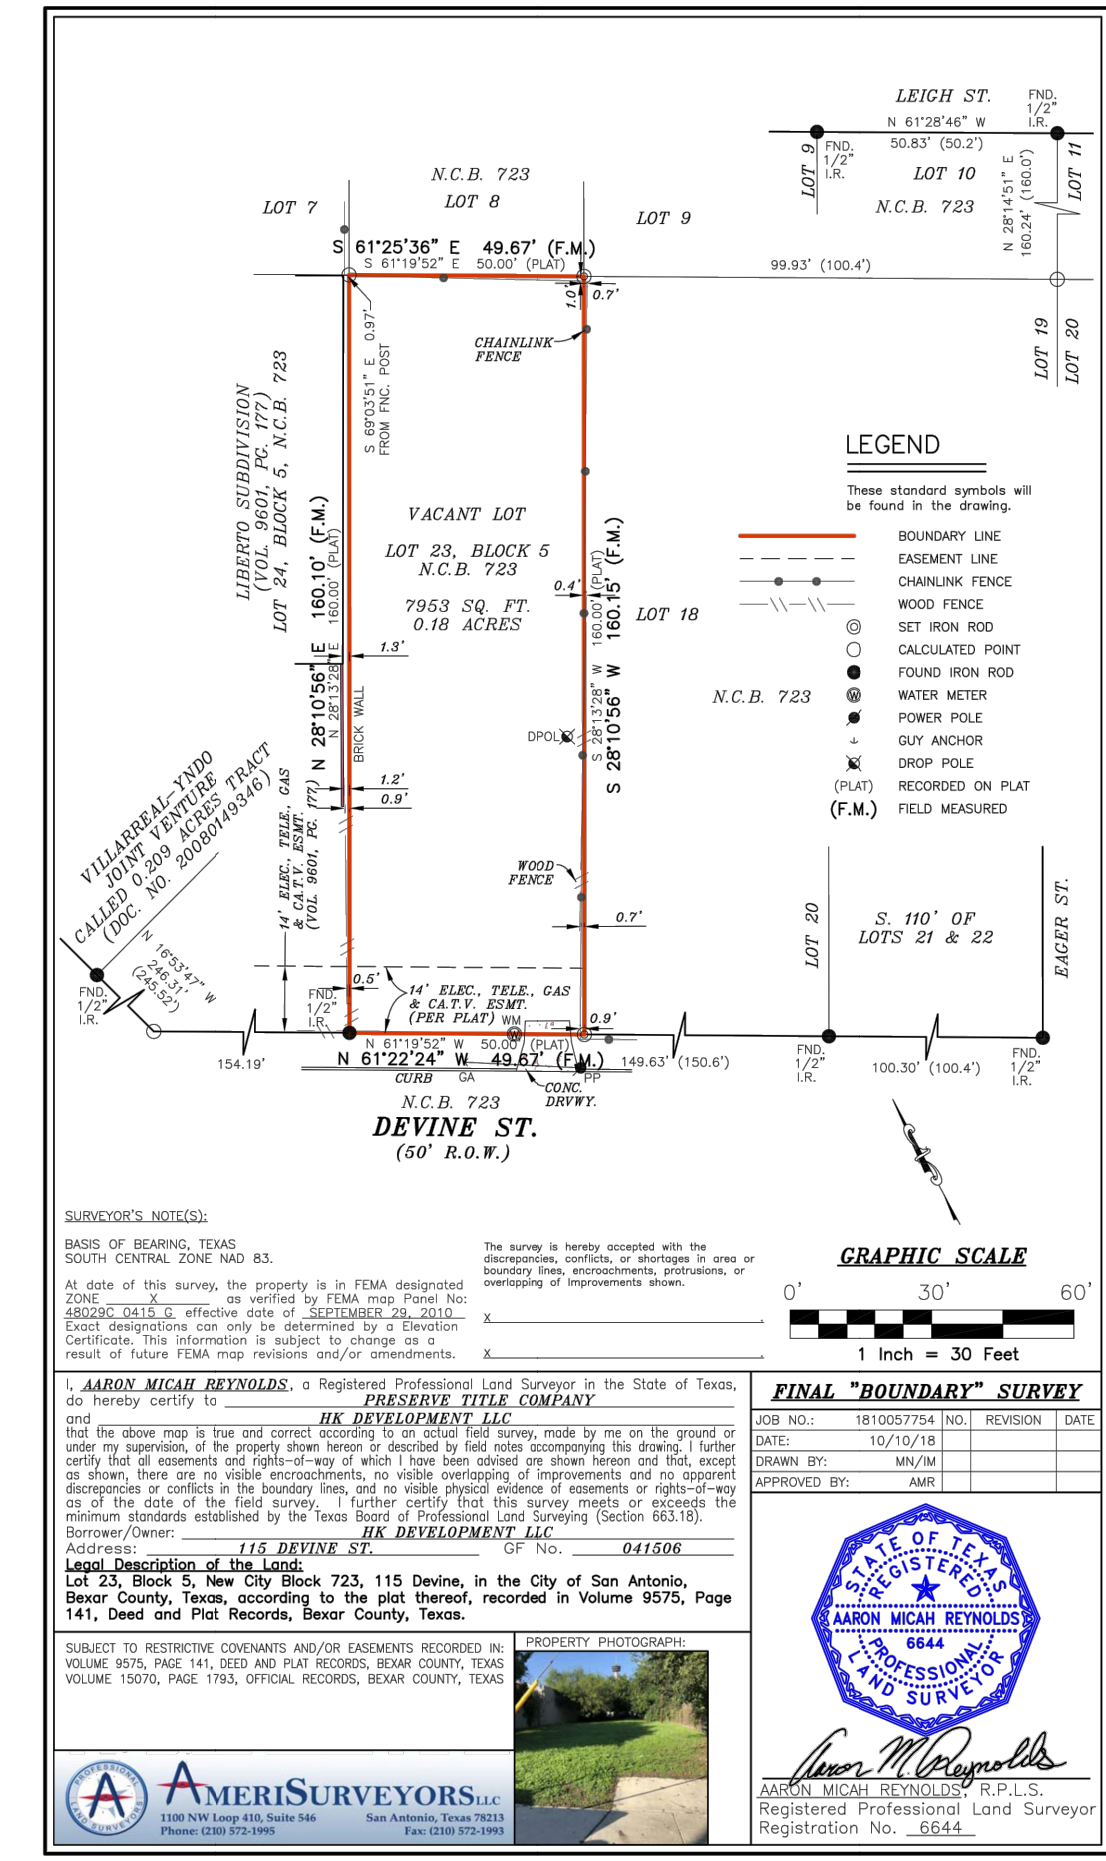 LEIGH ST.
N 61°28'46" W
50.83' (50.2')
FND.
1/2"
I.R.
FND.
1/2"
I.R.
LOT 9
LOT 10
N.C.B. 723
LOT 11
N 28°14'51" E
160.24' (160.0')
N.C.B. 723
LOT 7
LOT 8
LOT 9
S 61°25'36" E 49.67' (F.M.)
S 61°19'52" E 50.00' (PLAT)
99.93' (100.4')
1.0'
0.7'
LOT 19
LOT 20
CHAINLINK
FENCE
S 69°03'51" E 0.97'
FROM FNC. POST
LIBERTO SUBDIVISION
(VOL. 9601, PG. 177)
LOT 24, BLOCK 5, N.C.B. 723
N 28°10'56" E 160.10' (F.M.)
N 28°13'28" E 160.00' (PLAT)
VACANT LOT
LOT 23, BLOCK 5
N.C.B. 723
7953 SQ. FT.
0.18 ACRES
0.4'
S 28°13'28" W 160.00' (PLAT)
S 28°10'56" W 160.15' (F.M.)
LOT 18
N.C.B. 723
1.3'
BRICK WALL
DPOL
1.2'
0.9'
LEGEND
These standard symbols will
be found in the drawing.
BOUNDARY LINE
EASEMENT LINE
CHAINLINK FENCE
WOOD FENCE
SET IRON ROD
CALCULATED POINT
FOUND IRON ROD
W WATER METER
POWER POLE
GUY ANCHOR
DROP POLE
(PLAT) RECORDED ON PLAT
(F.M.) FIELD MEASURED
VILLARREAL-YNDO
JOINT VENTURE
CALLED 0.209 ACRES TRACT
(DOC. NO. 20080149346)
14' ELEC., TELE., GAS
& CA.T.V. ESMT.
(VOL. 9601, PG. 177)
WOOD
FENCE
0.7'
LOT 20
S. 110' OF
LOTS 21 & 22
EAGER ST.
N 16°53'47" W
246.31'
(245.52')
FND.
1/2"
I.R.
FND.
1/2"
I.R.
0.5'
14' ELEC., TELE., GAS
& CA.T.V. ESMT.
(PER PLAT)
WM
W
0.9'
154.19'
N 61°19'52" W 50.00' (PLAT)
N 61°22'24" W 49.67' (F.M.)
149.63' (150.6')
FND.
1/2"
I.R.
100.30' (100.4')
FND.
1/2"
I.R.
CURB
GA
PP
CONC.
DRVWY.
N.C.B. 723
DEVINE ST.
(50' R.O.W.)
SURVEYOR'S NOTE(S):
BASIS OF BEARING, TEXAS
SOUTH CENTRAL ZONE NAD 83.
At date of this survey, the property is in FEMA designated
ZONE X as verified by FEMA map Panel No:
48029C 0415 G effective date of SEPTEMBER 29, 2010
Exact designations can only be determined by a Elevation
Certificate. This information is subject to change as a
result of future FEMA map revisions and/or amendments.
The survey is hereby accepted with the
discrepancies, conflicts, or shortages in area or
boundary lines, encroachments, protrusions, or
overlapping of Improvements shown.
X
X
GRAPHIC SCALE
0' 30' 60'
1 Inch = 30 Feet
I, AARON MICAH REYNOLDS, a Registered Professional Land Surveyor in the State of Texas,
do hereby certify to PRESERVE TITLE COMPANY
and HK DEVELOPMENT LLC
that the above map is true and correct according to an actual field survey, made by me on the ground or
under my supervision, of the property shown hereon or described by field notes accompanying this drawing. I further
certify that all easements and rights-of-way of which I have been advised are shown hereon and that, except
as shown, there are no visible encroachments, no visible overlapping of improvements and no apparent
discrepancies or conflicts in the boundary lines, and no visible physical evidence of easements or rights-of-way
as of the date of the field survey. I further certify that this survey meets or exceeds the
minimum standards established by the Texas Board of Professional Land Surveying (Section 663.18).
Borrower/Owner: HK DEVELOPMENT LLC
Address: 115 DEVINE ST. GF No. 041506
Legal Description of the Land:
Lot 23, Block 5, New City Block 723, 115 Devine, in the City of San Antonio,
Bexar County, Texas, according to the plat thereof, recorded in Volume 9575, Page
141, Deed and Plat Records, Bexar County, Texas.
FINAL "BOUNDARY" SURVEY
JOB NO.: 1810057754 NO. REVISION DATE
DATE: 10/10/18
DRAWN BY: MN/IM
APPROVED BY: AMR
STATE OF TEXAS
REGISTERED
AARON MICAH REYNOLDS
6644
PROFESSIONAL
LAND SURVEYOR
SUBJECT TO RESTRICTIVE COVENANTS AND/OR EASEMENTS RECORDED IN:
VOLUME 9575, PAGE 141, DEED AND PLAT RECORDS, BEXAR COUNTY, TEXAS
VOLUME 15070, PAGE 1793, OFFICIAL RECORDS, BEXAR COUNTY, TEXAS
PROPERTY PHOTOGRAPH:
PROFESSIONAL
LAND SURVEYORS
A
AMERISURVEYORS LLC
1100 NW Loop 410, Suite 546 San Antonio, Texas 78213
Phone: (210) 572-1995 Fax: (210) 572-1993
Aaron M. Reynolds
AARON MICAH REYNOLDS, R.P.L.S.
Registered Professional Land Surveyor
Registration No. 6644